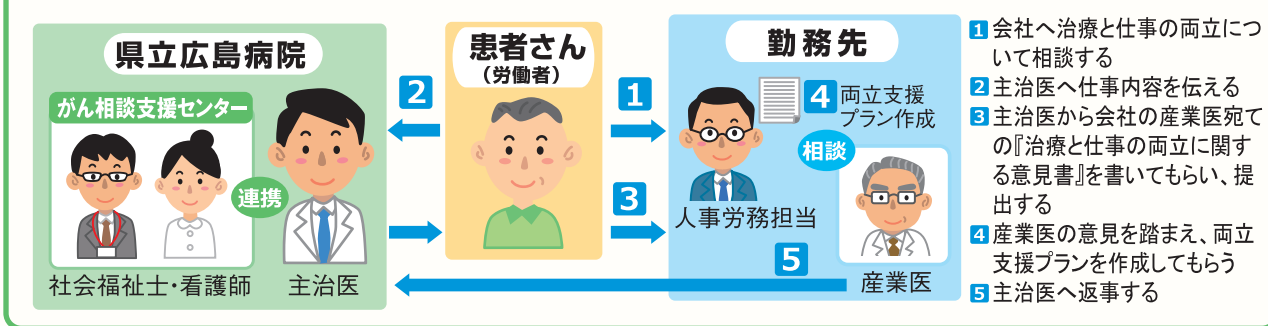 県立広島病院
がん相談支援センター
連携
社会福祉士・看護師
主治医
2
患者さん
(労働者)
1
3
勤務先
4 両立支援
プラン作成
相談
人事労務担当
産業医
5
1 会社へ治療と仕事の両立につ
いて相談する
2 主治医へ仕事内容を伝える
3 主治医から会社の産業医宛て
の『治療と仕事の両立に関す
る意見書』を書いてもらい、提
出する
4 産業医の意見を踏まえ、両立
支援プランを作成してもらう
5 主治医へ返事する